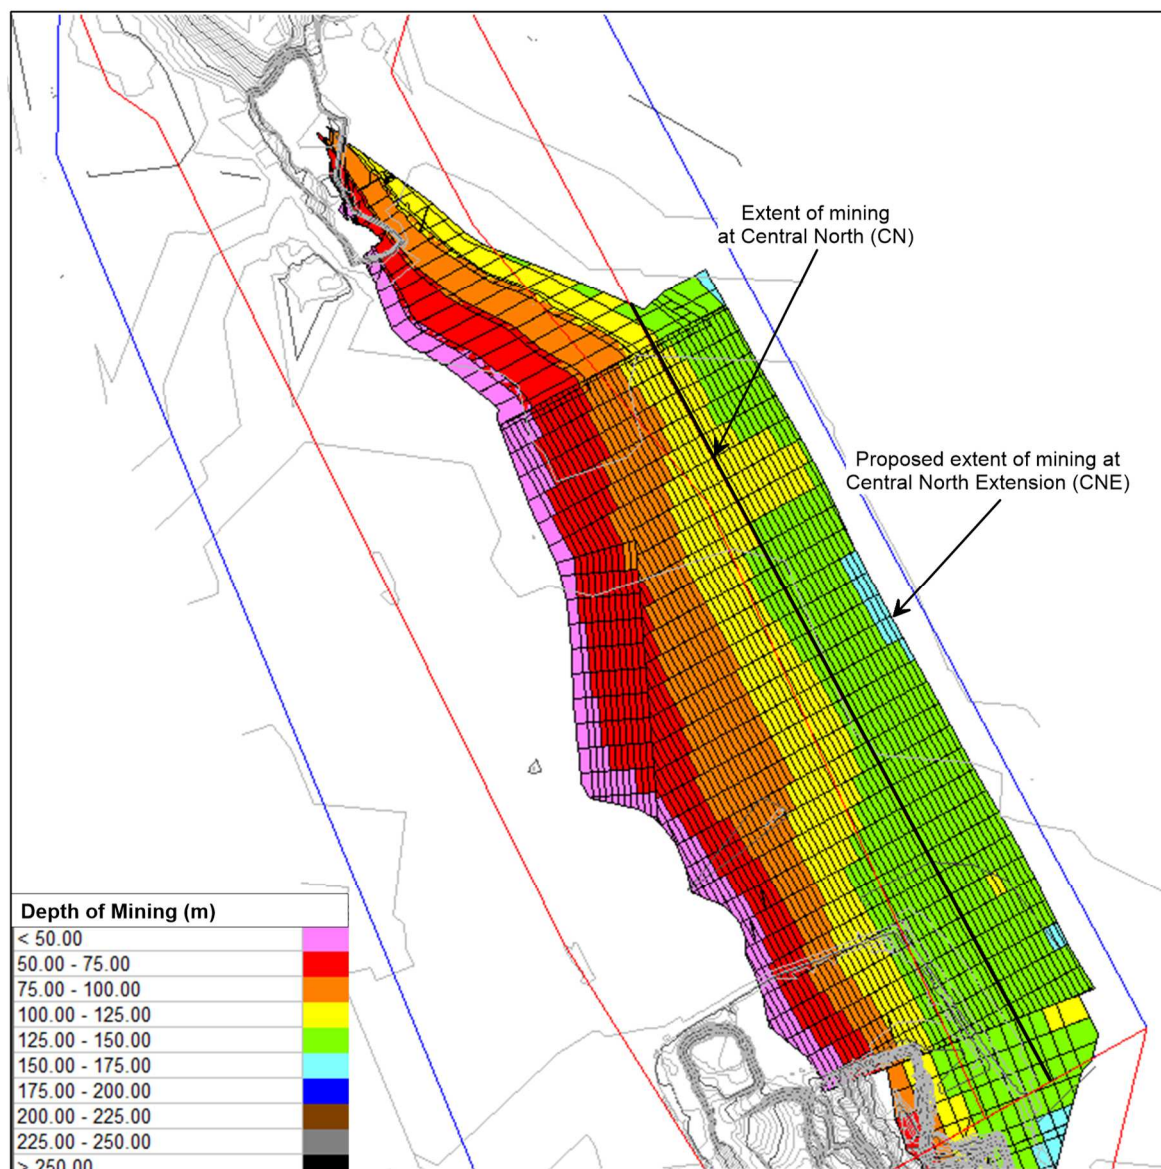 Extent of mining
at Central North (CN)
Proposed extent of mining at
Central North Extension (CNE)
Depth of Mining (m)
< 50.00
50.00 - 75.00
75.00 - 100.00
100.00 - 125.00
125.00 - 150.00
150.00 - 175.00
175.00 - 200.00
200.00 - 225.00
225.00 - 250.00
> 250.00